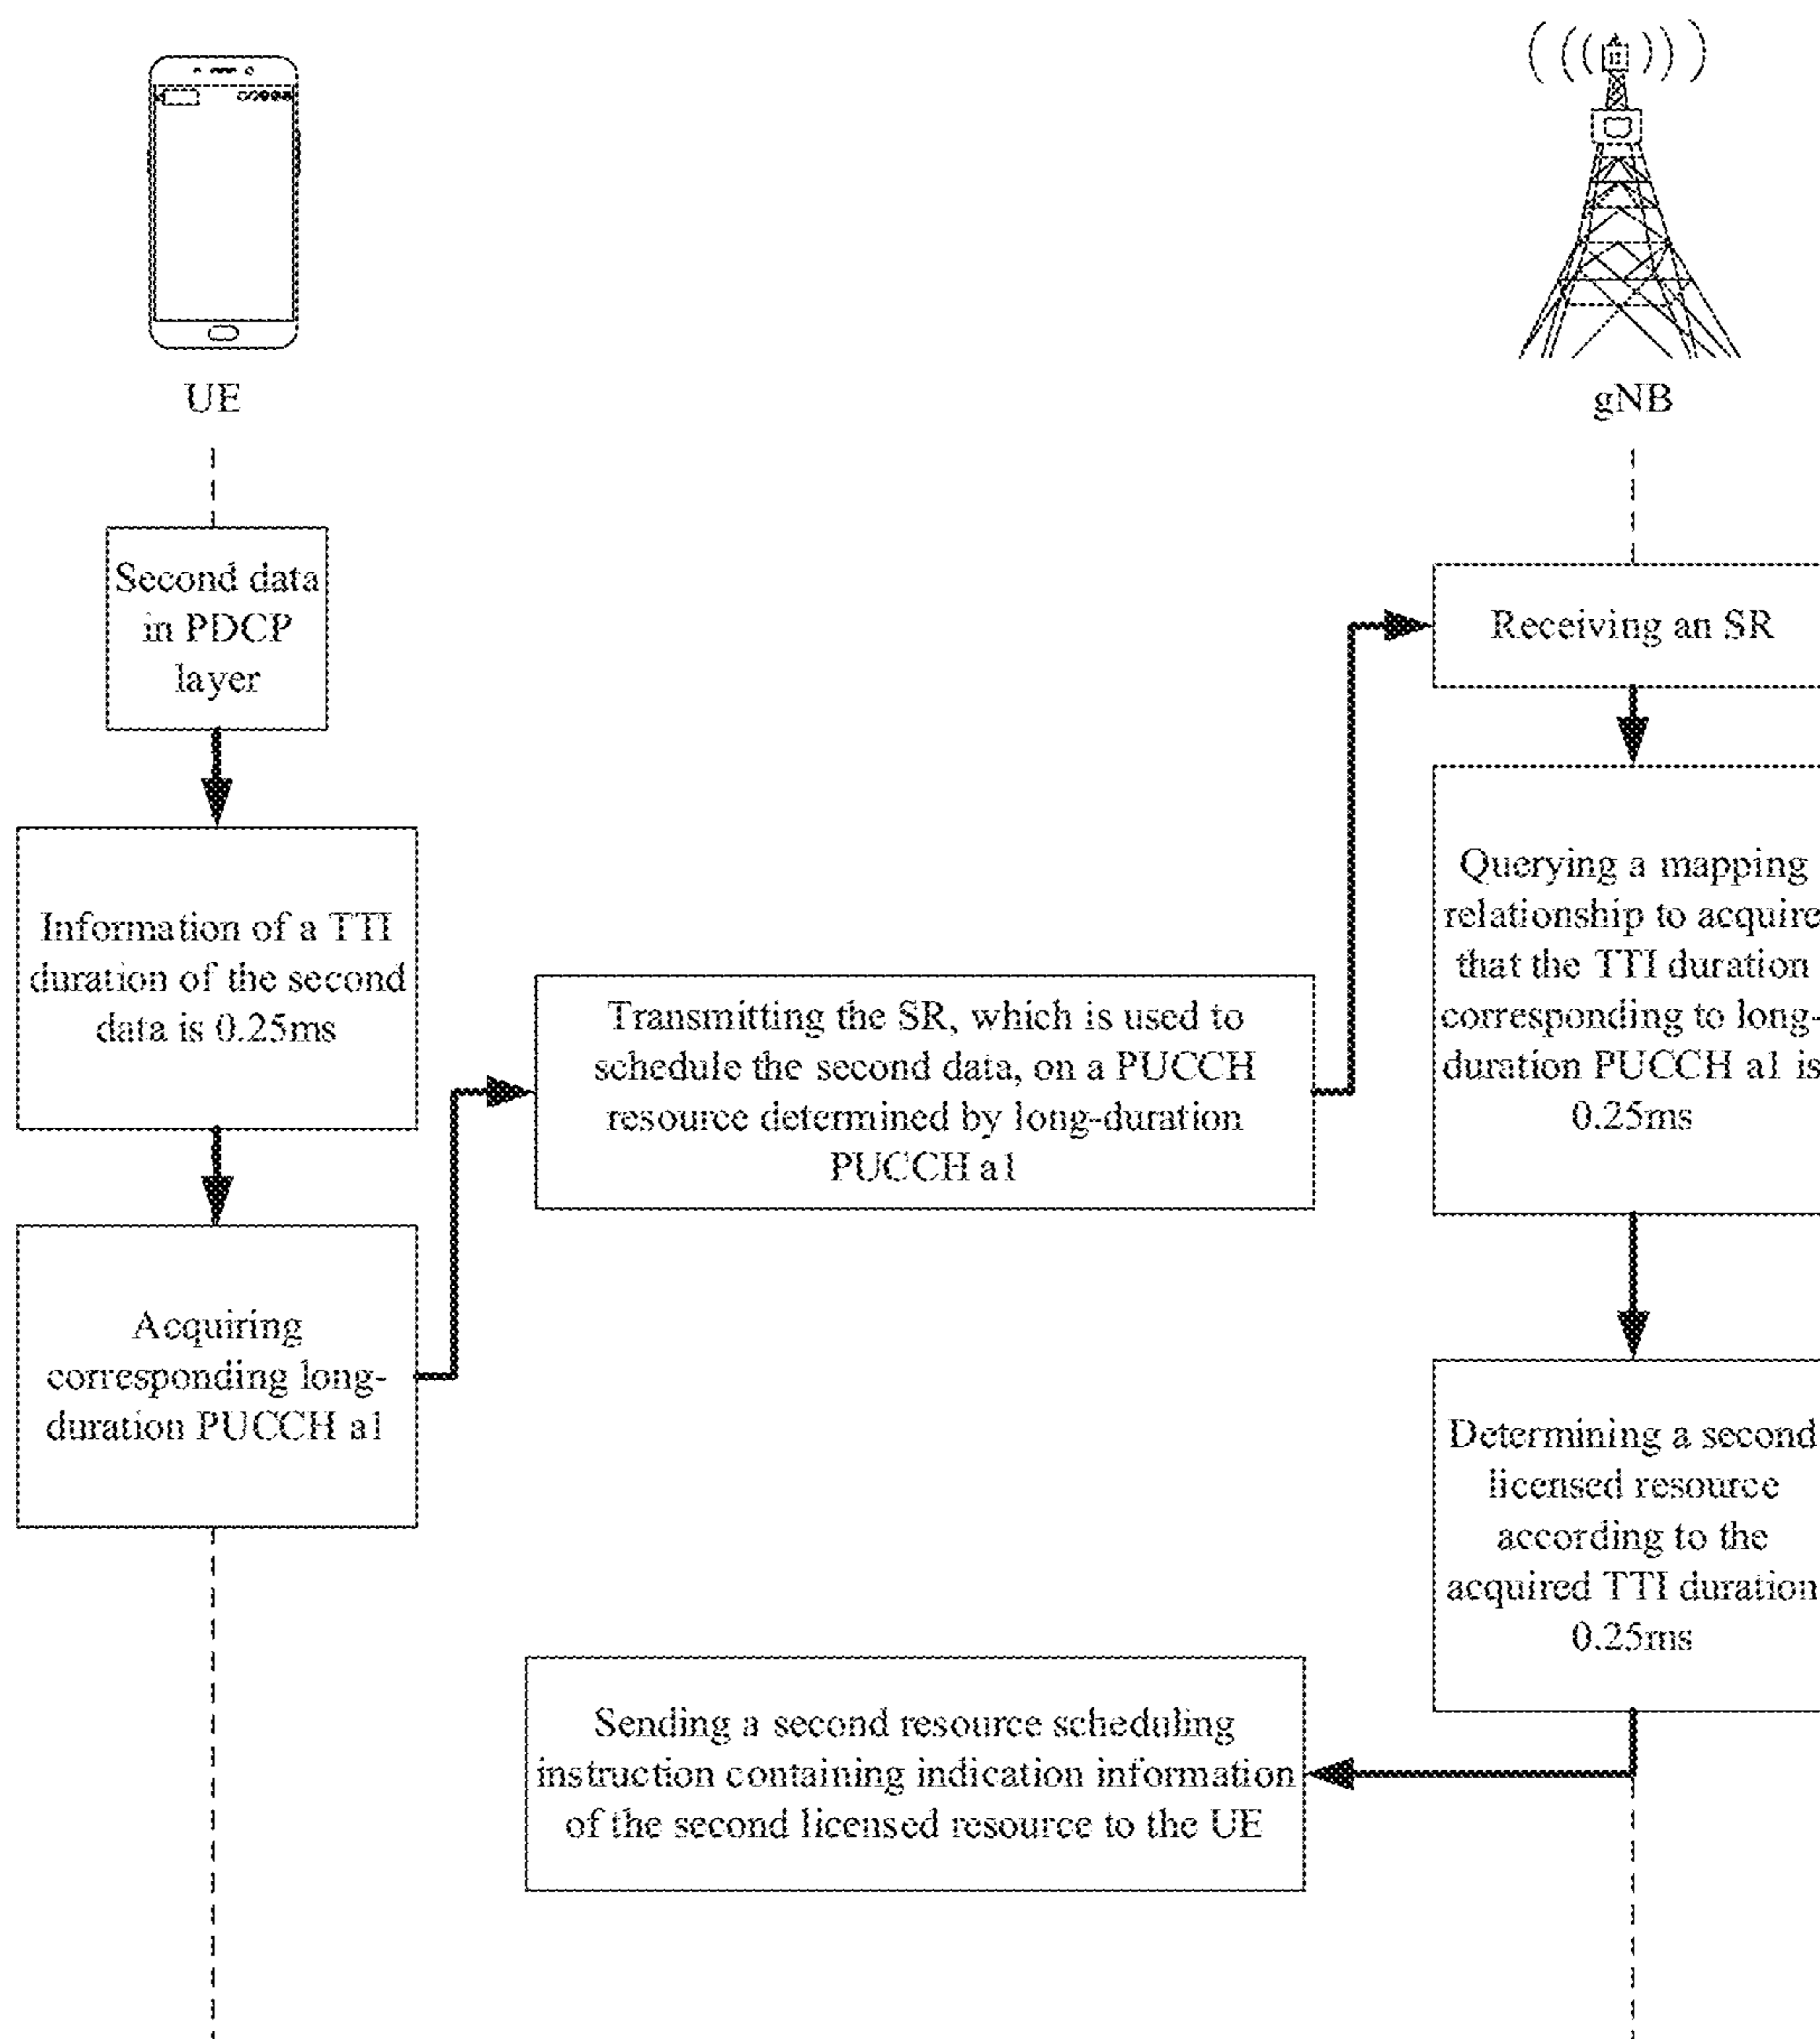 UE
gNB
Second data
in PDCP
layer
Information of a TTI
duration of the second
data is 0.25ms
Acquiring
corresponding long-
duration PUCCH a1
Transmitting the SR, which is used to
schedule the second data, on a PUCCH
resource determined by long-duration
PUCCH a1
Receiving an SR
Querying a mapping
relationship to acquire
that the TTI duration
corresponding to long-
duration PUCCH a1 is
0.25ms
Determining a second
licensed resource
according to the
acquired TTI duration
0.25ms
Sending a second resource scheduling
instruction containing indication information
of the second licensed resource to the UE